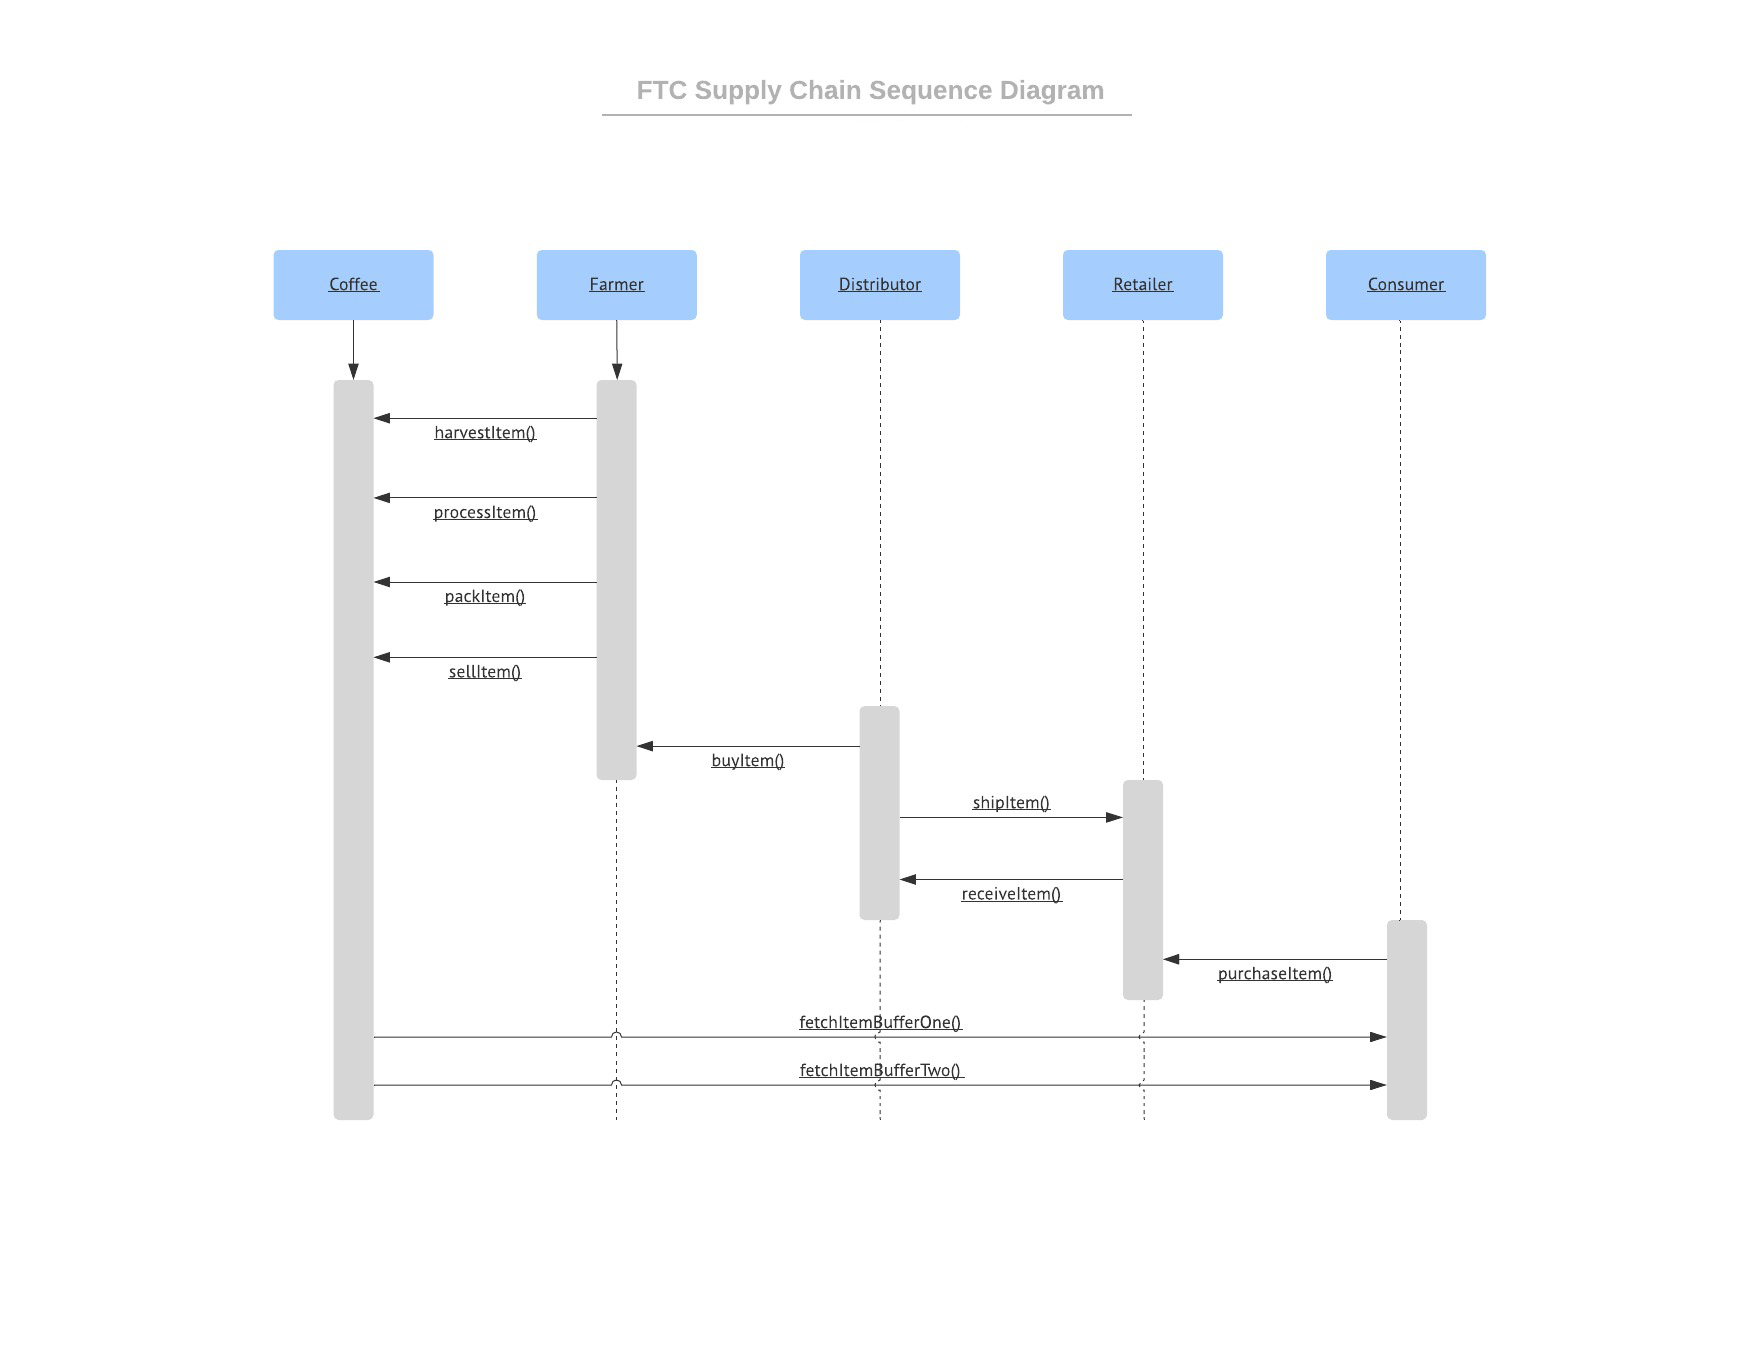 FTC Supply Chain Sequence Diagram
Coffee
Farmer
Distributor
Retailer
Consumer
harvestItem()
processItem()
packItem()
sellItem()
buyItem()
shipItem()
receiveItem()
purchaseItem()
fetchItemBufferOne()
fetchItemBufferTwo()